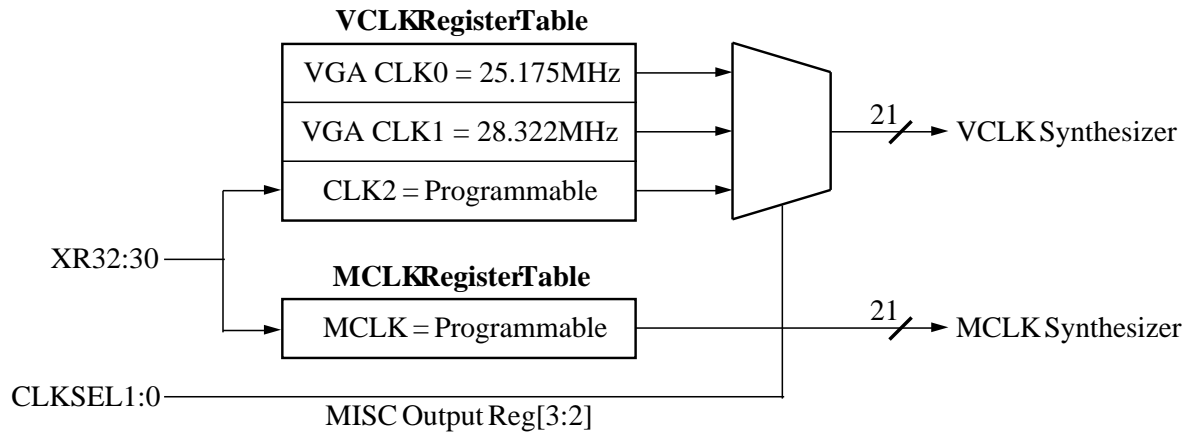 VCLKRegisterTable
VGA CLK0 = 25.175MHz
VGA CLK1 = 28.322MHz
CLK2 = Programmable
21
VCLK Synthesizer
XR32:30
MCLKRegisterTable
MCLK = Programmable
21
MCLK Synthesizer
CLKSEL1:0
MISC Output Reg[3:2]